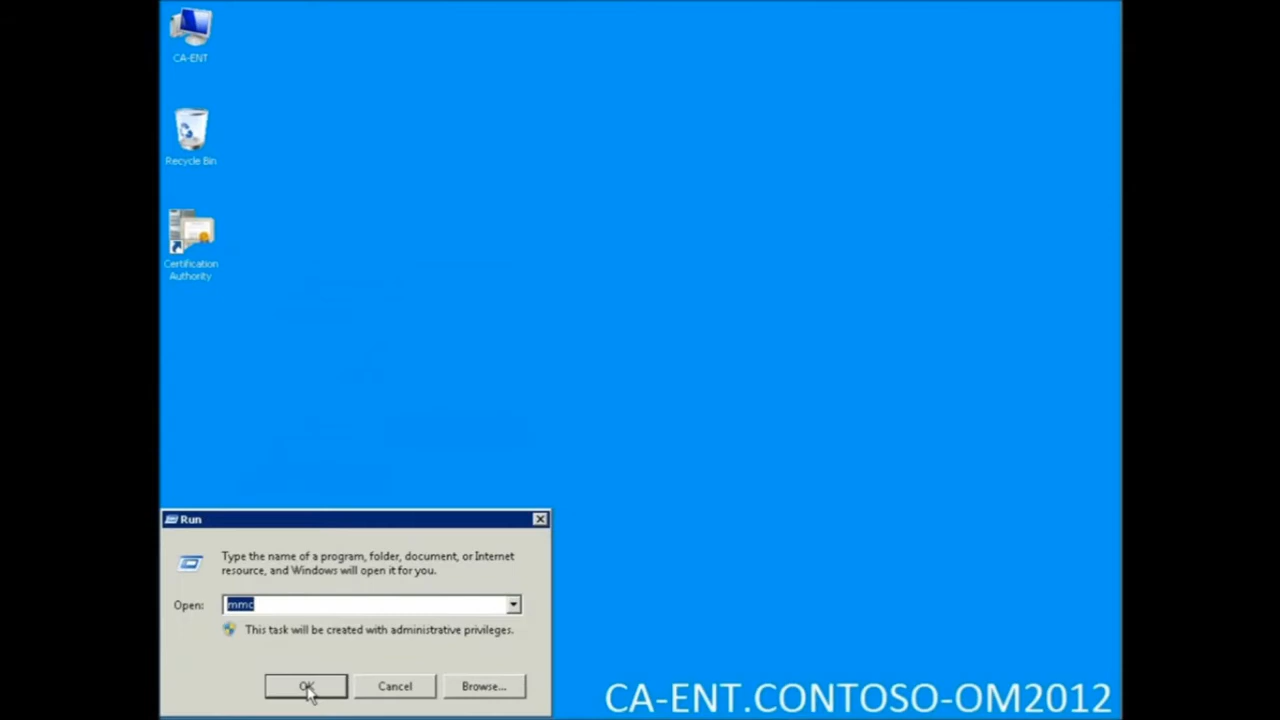 CA-ENT
Recycle Bin
Certification
Authority
Run
Type the name of a program, folder, document, or Internet
resource, and Windows will open it for you.
Open:
mmc
This task will be created with administrative privileges.
OK
Cancel
Browse...
CA-ENT.CONTOSO-OM2012